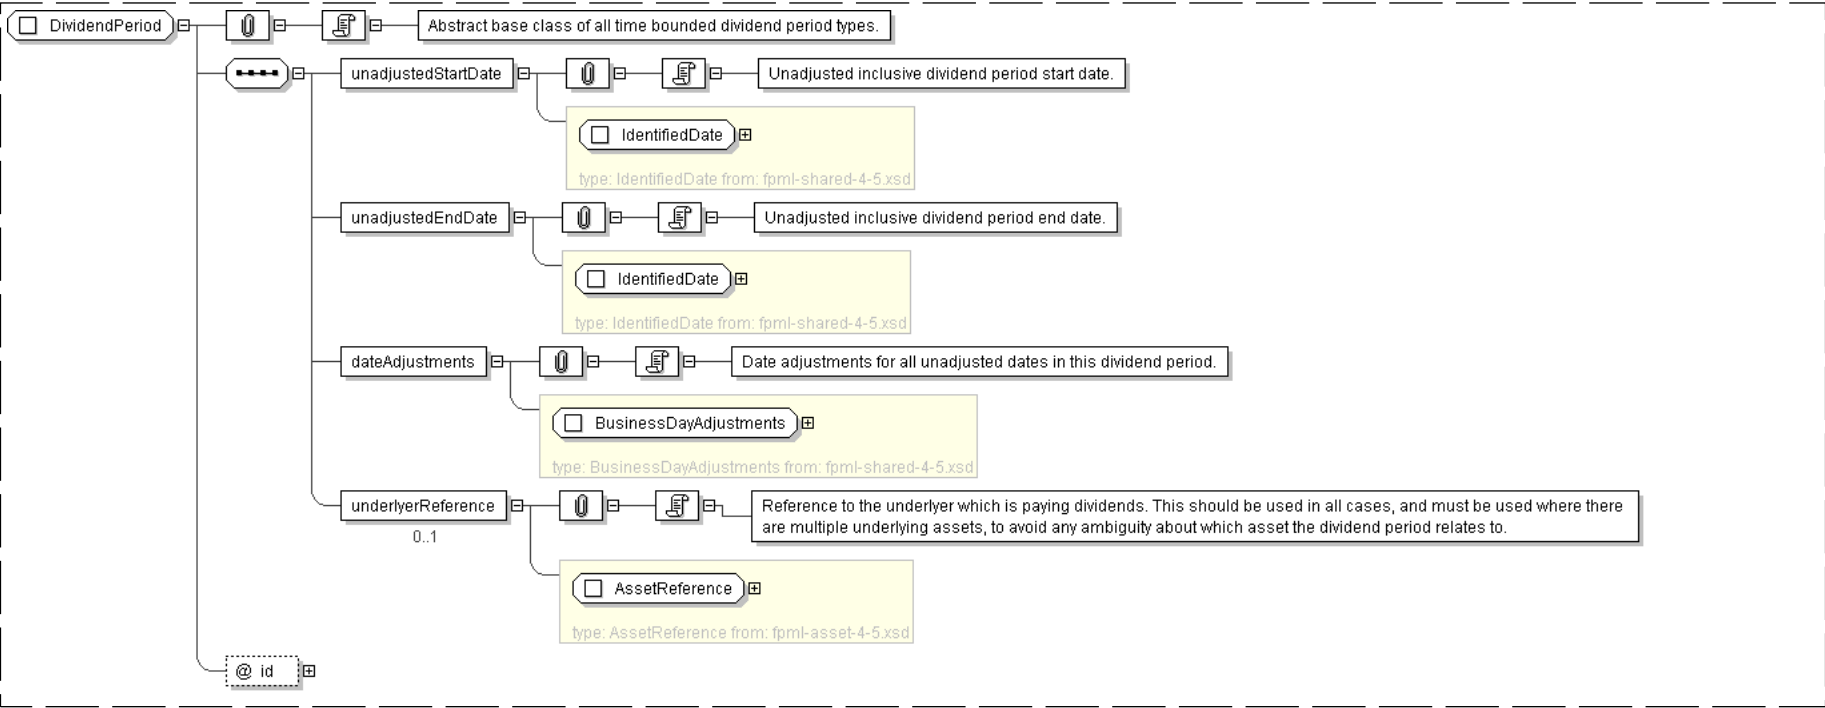 DividendPeriod
Abstract base class of all time bounded dividend period types.
unadjustedStartDate
Unadjusted inclusive dividend period start date.
IdentifiedDate
type: IdentifiedDate from: fpml-shared-4-5.xsd
unadjustedEndDate
Unadjusted inclusive dividend period end date.
IdentifiedDate
type: IdentifiedDate from: fpml-shared-4-5.xsd
dateAdjustments
Date adjustments for all unadjusted dates in this dividend period.
BusinessDayAdjustments
type: BusinessDayAdjustments from: fpml-shared-4-5.xsd
underlyerReference
0..1
Reference to the underlyer which is paying dividends. This should be used in all cases, and must be used where there
are multiple underlying assets, to avoid any ambiguity about which asset the dividend period relates to.
AssetReference
type: AssetReference from: fpml-asset-4-5.xsd
@ id